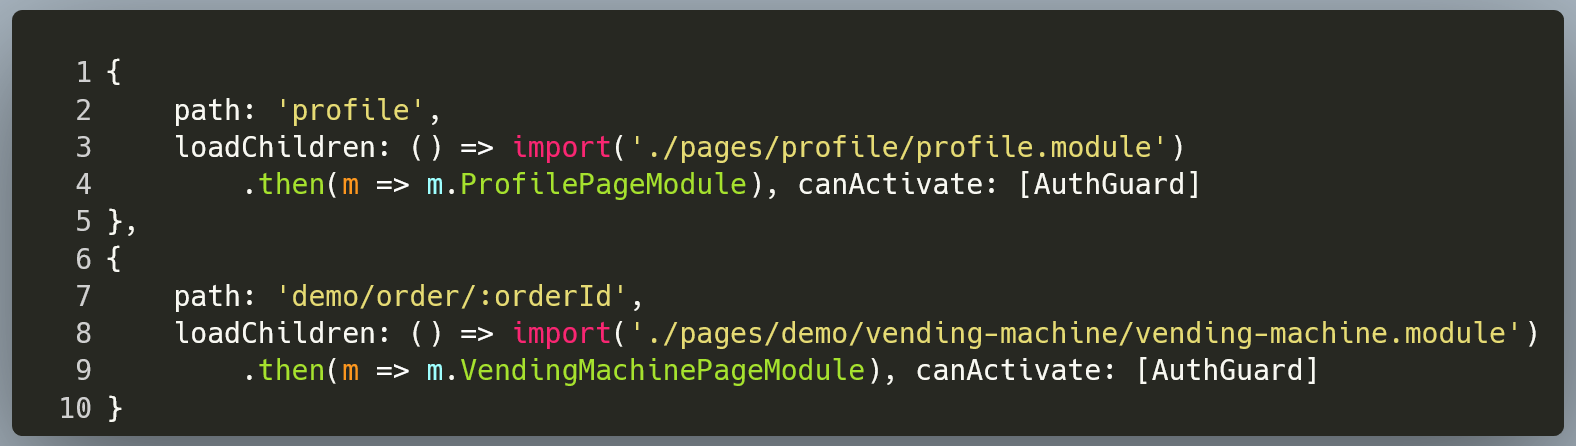 1 {
2     path: 'profile',
3     loadChildren: () => import('./pages/profile/profile.module')
4         .then(m => m.ProfilePageModule), canActivate: [AuthGuard]
5 },
6 {
7     path: 'demo/order/:orderId',
8     loadChildren: () => import('./pages/demo/vending-machine/vending-machine.module')
9         .then(m => m.VendingMachinePageModule), canActivate: [AuthGuard]
10 }